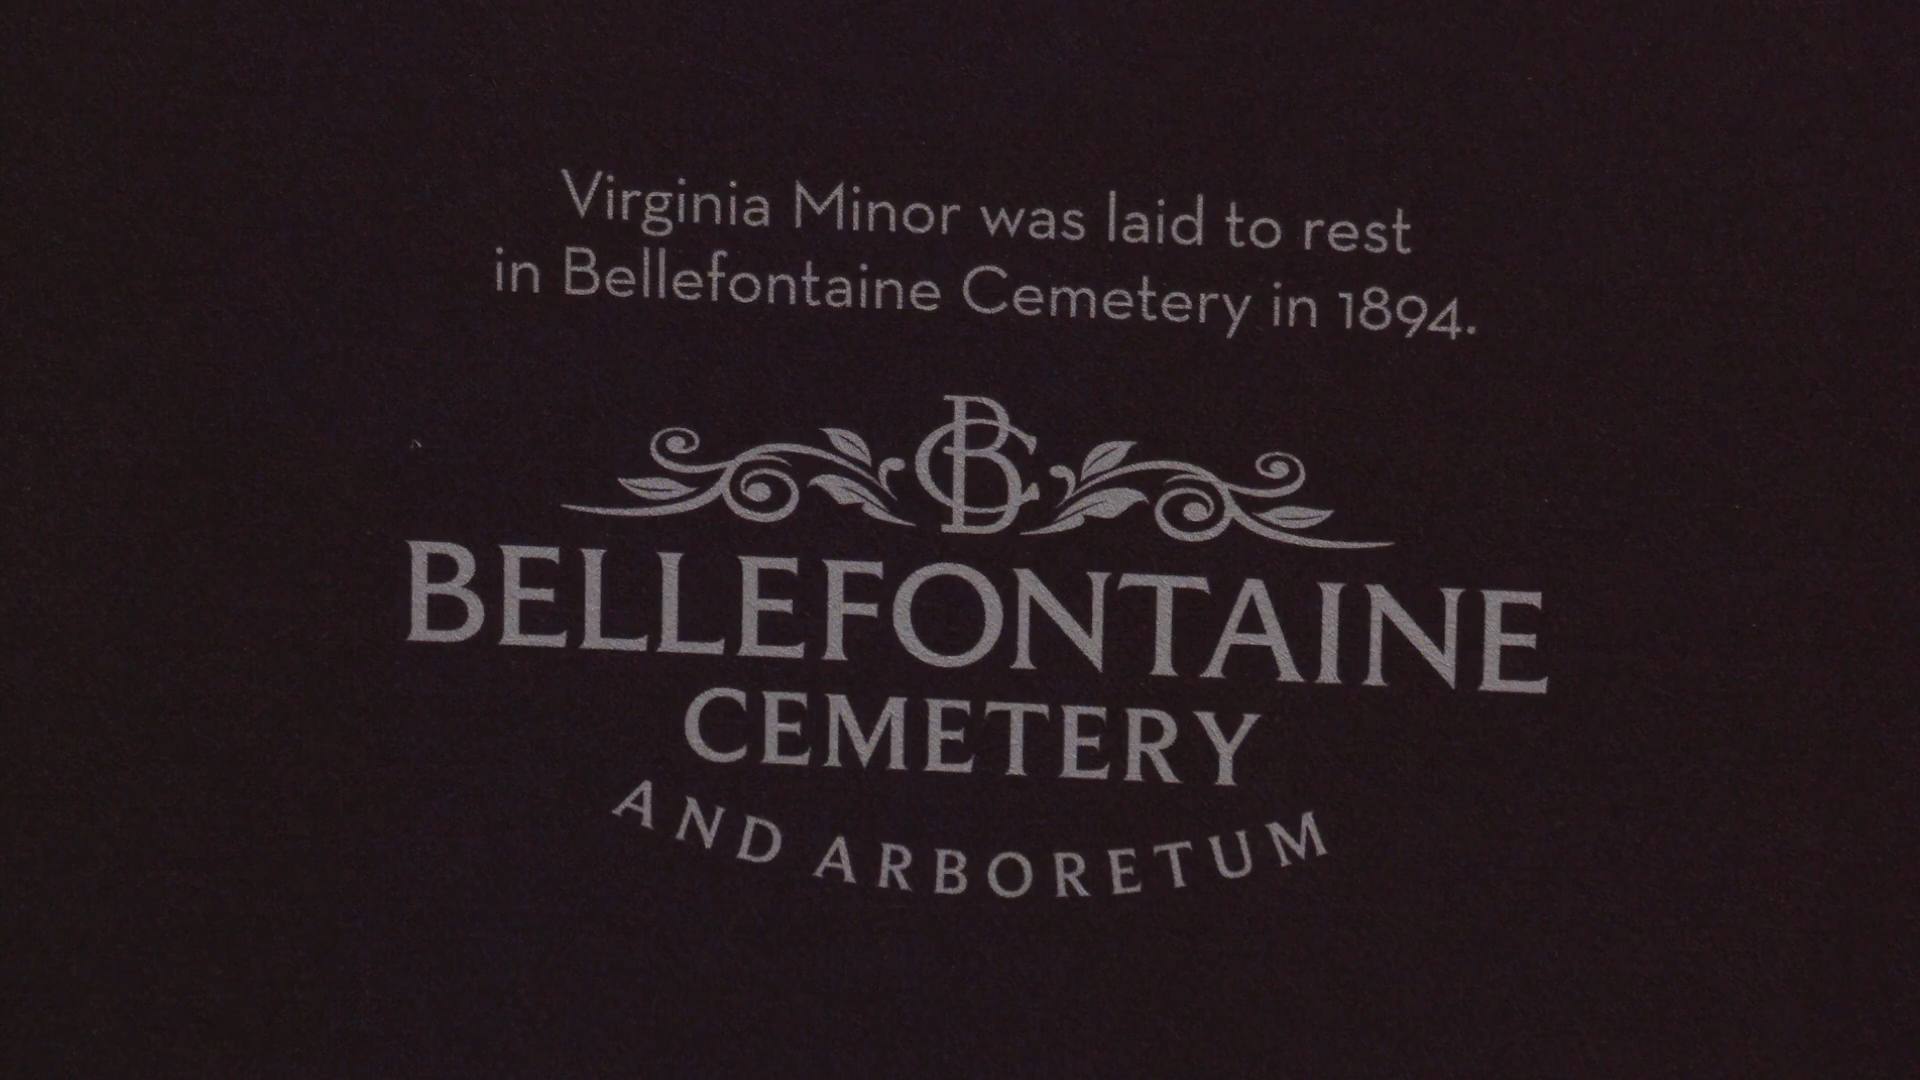 Virginia Minor was laid to rest
in Bellefontaine Cemetery in 1894.
BC
BELLEFONTAINE
CEMETERY
AND ARBORETUM